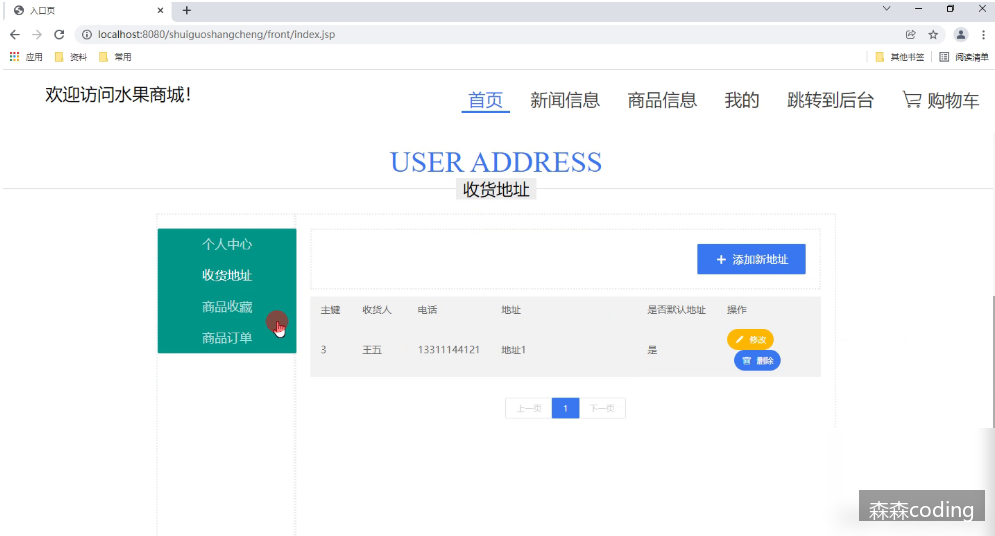 入口页
localhost:8080/shuiguoshangcheng/front/index.jsp
应用 资料 常用 其他书签 阅读清单
欢迎访问水果商城！
首页 新闻信息 商品信息 我的 跳转到后台 购物车
USER ADDRESS
收货地址
个人中心
收货地址
商品收藏
商品订单
+ 添加新地址
主键 收货人 电话 地址 是否默认地址 操作
3 王五 13311144121 地址1 是 修改
删除
上一页 1 下一页
森森coding